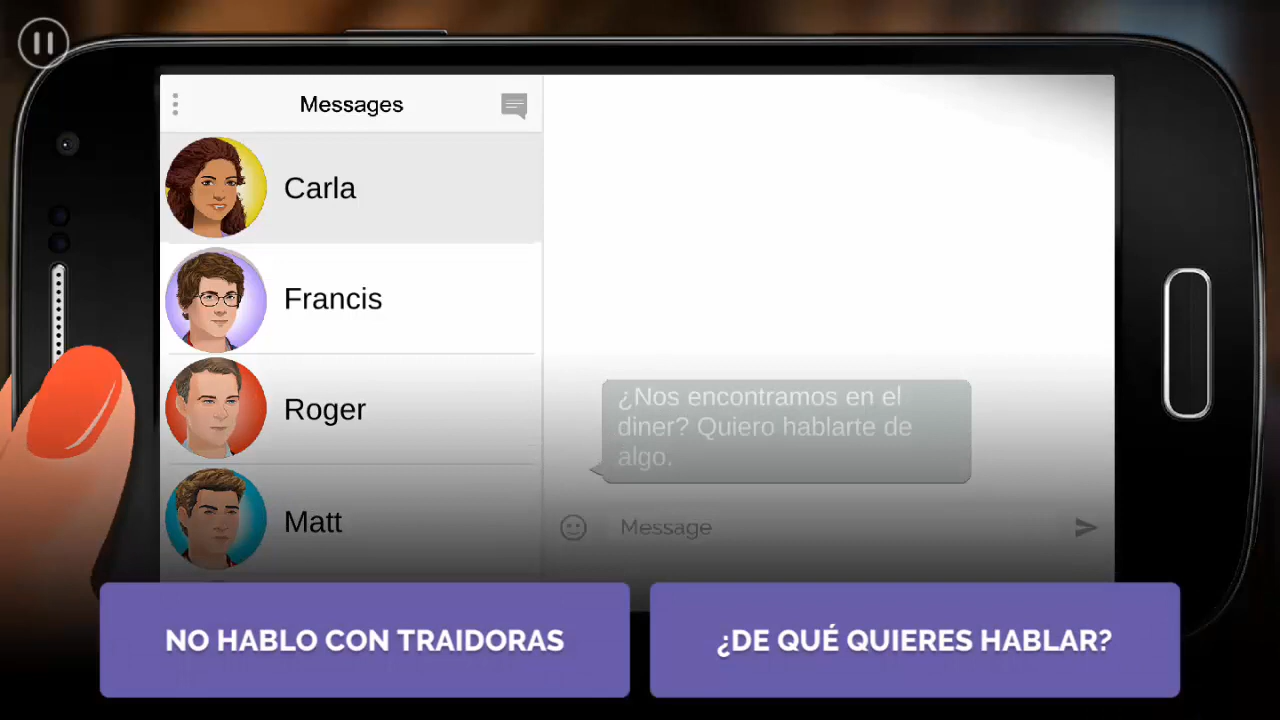 Messages
Carla
Francis
Roger
Matt
¿Nos encontramos en el
diner? Quiero hablarte de
algo.
Message
NO HABLO CON TRAIDORAS
¿DE QUÉ QUIERES HABLAR?